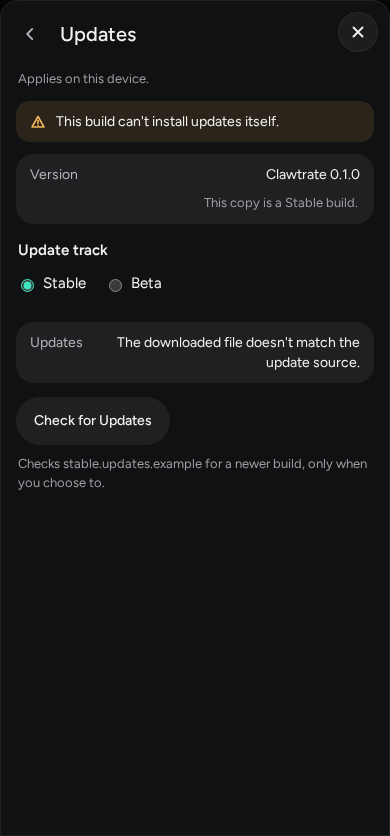 Updates
Applies on this device.
This build can't install updates itself.
Version
Clawtrate 0.1.0
This copy is a Stable build.
Update track
Stable
Beta
Updates
The downloaded file doesn't match the
update source.
Check for Updates
Checks stable.updates.example for a newer build, only when
you choose to.